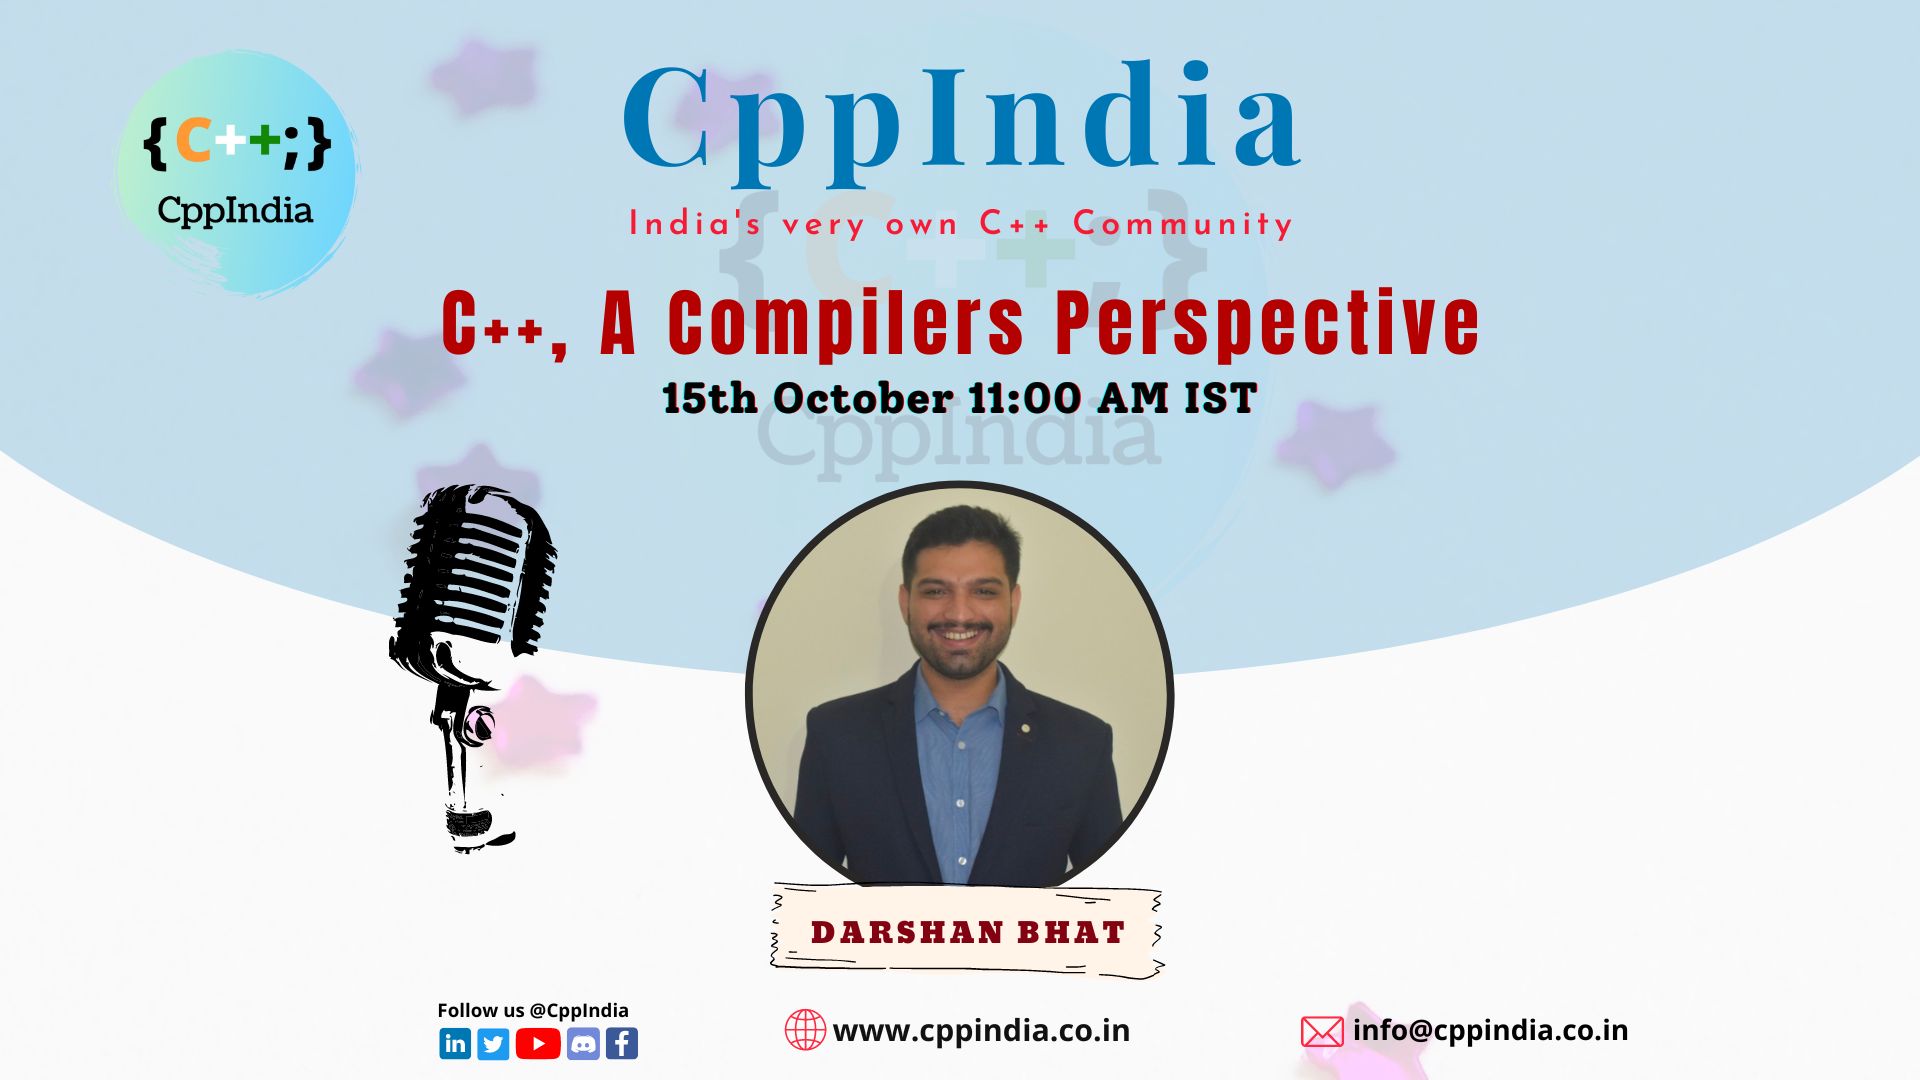 {C++;}
CppIndia
CppIndia
India's very own C++ Community
{C++;}
C++, A Compilers Perspective
15th October 11:00 AM IST
CppIndia
DARSHAN BHAT
Follow us @CppIndia
in
f
www.cppindia.co.in
info@cppindia.co.in